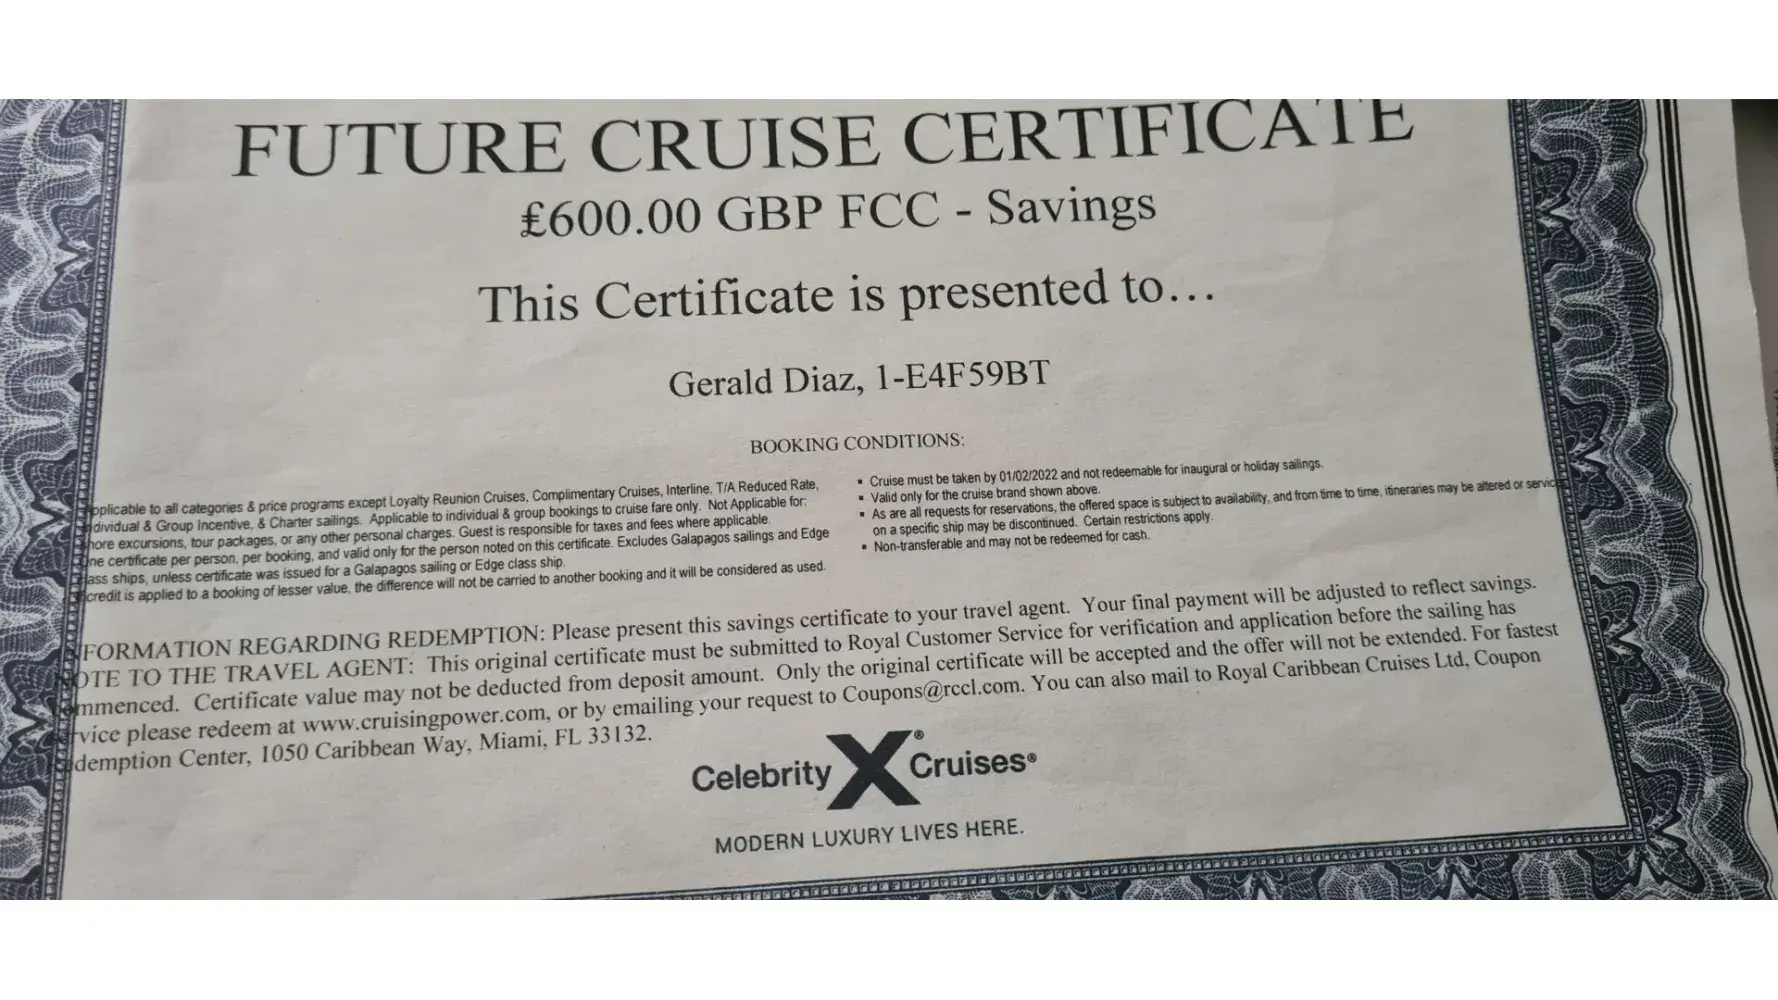 FUTURE CRUISE CERTIFICATE
£600.00 GBP FCC - Savings
This Certificate is presented to...
Gerald Diaz, 1-E4F59BT
BOOKING CONDITIONS:
pplicable to all categories & price programs except Loyalty Reunion Cruises, Complimentary Cruises, Interline, T/A Reduced Rate,
dividual & Group Incentive, & Charter sailings. Applicable to individual & group bookings to cruise fare only. Not Applicable for:
hore excursions, tour packages, or any other personal charges. Guest is responsible for taxes and fees where applicable.
ne certificate per person, per booking, and valid only for the person noted on this certificate. Excludes Galapagos sailings and Edge
ass ships, unless certificate was issued for a Galapagos sailing or Edge class ship.
credit is applied to a booking of lesser value, the difference will not be carried to another booking and it will be considered as used.
▪ Cruise must be taken by 01/02/2022 and not redeemable for inaugural or holiday sailings.
▪ Valid only for the cruise brand shown above.
▪ As are all requests for reservations, the offered space is subject to availability, and from time to time, itineraries may be altered or servic
on a specific ship may be discontinued. Certain restrictions apply.
▪ Non-transferable and may not be redeemed for cash.
FORMATION REGARDING REDEMPTION: Please present this savings certificate to your travel agent. Your final payment will be adjusted to reflect savings.
OTE TO THE TRAVEL AGENT: This original certificate must be submitted to Royal Customer Service for verification and application before the sailing has
mmenced. Certificate value may not be deducted from deposit amount. Only the original certificate will be accepted and the offer will not be extended. For fastest
rvice please redeem at www.cruisingpower.com, or by emailing your request to Coupons@rccl.com. You can also mail to Royal Caribbean Cruises Ltd, Coupon
demption Center, 1050 Caribbean Way, Miami, FL 33132.
Celebrity X® Cruises®
MODERN LUXURY LIVES HERE.